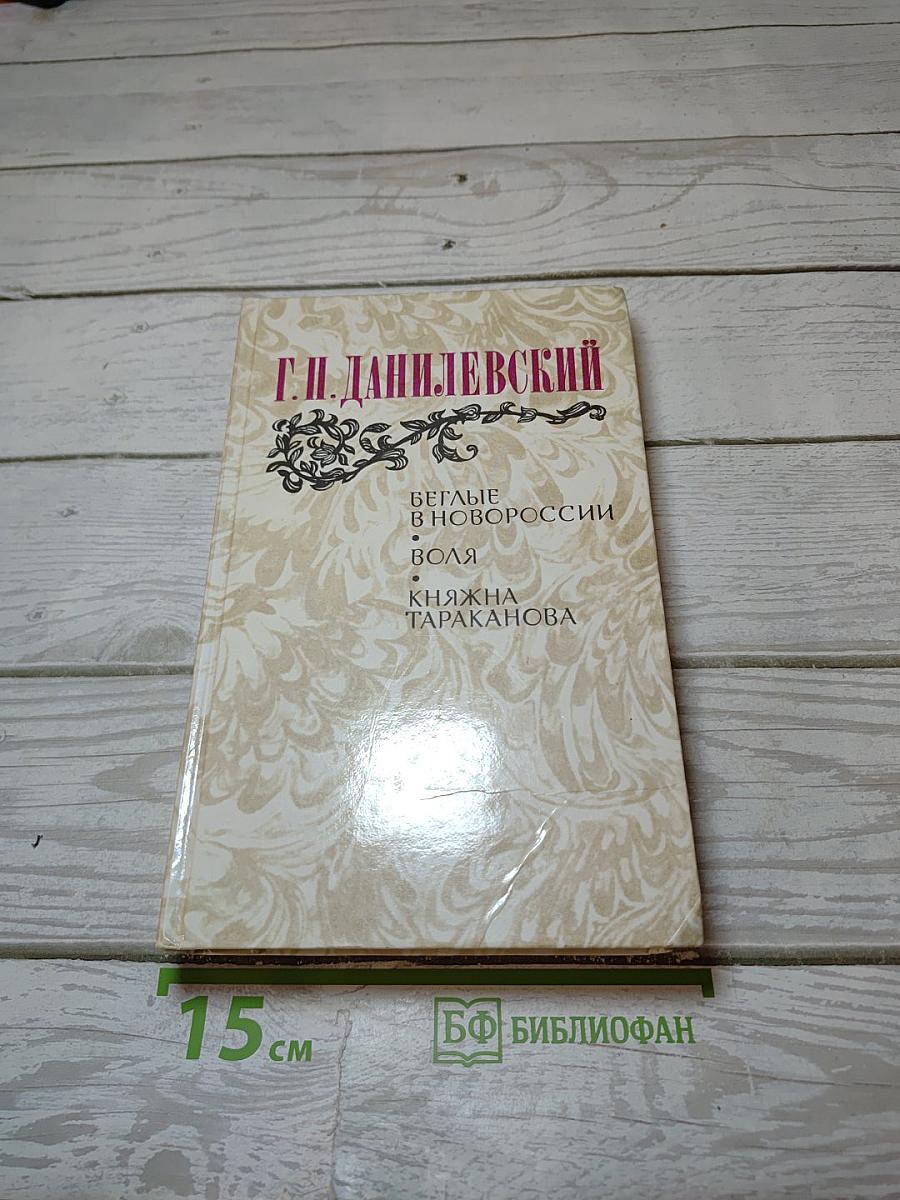 Г.П.ДАНИЛЕВСКИЙ
БЕГЛЫЕ
В НОВОРОССИИ
•
ВОЛЯ
•
КНЯЖНА
ТАРАКАНОВА
15 см
БФ БИБЛИОФАН